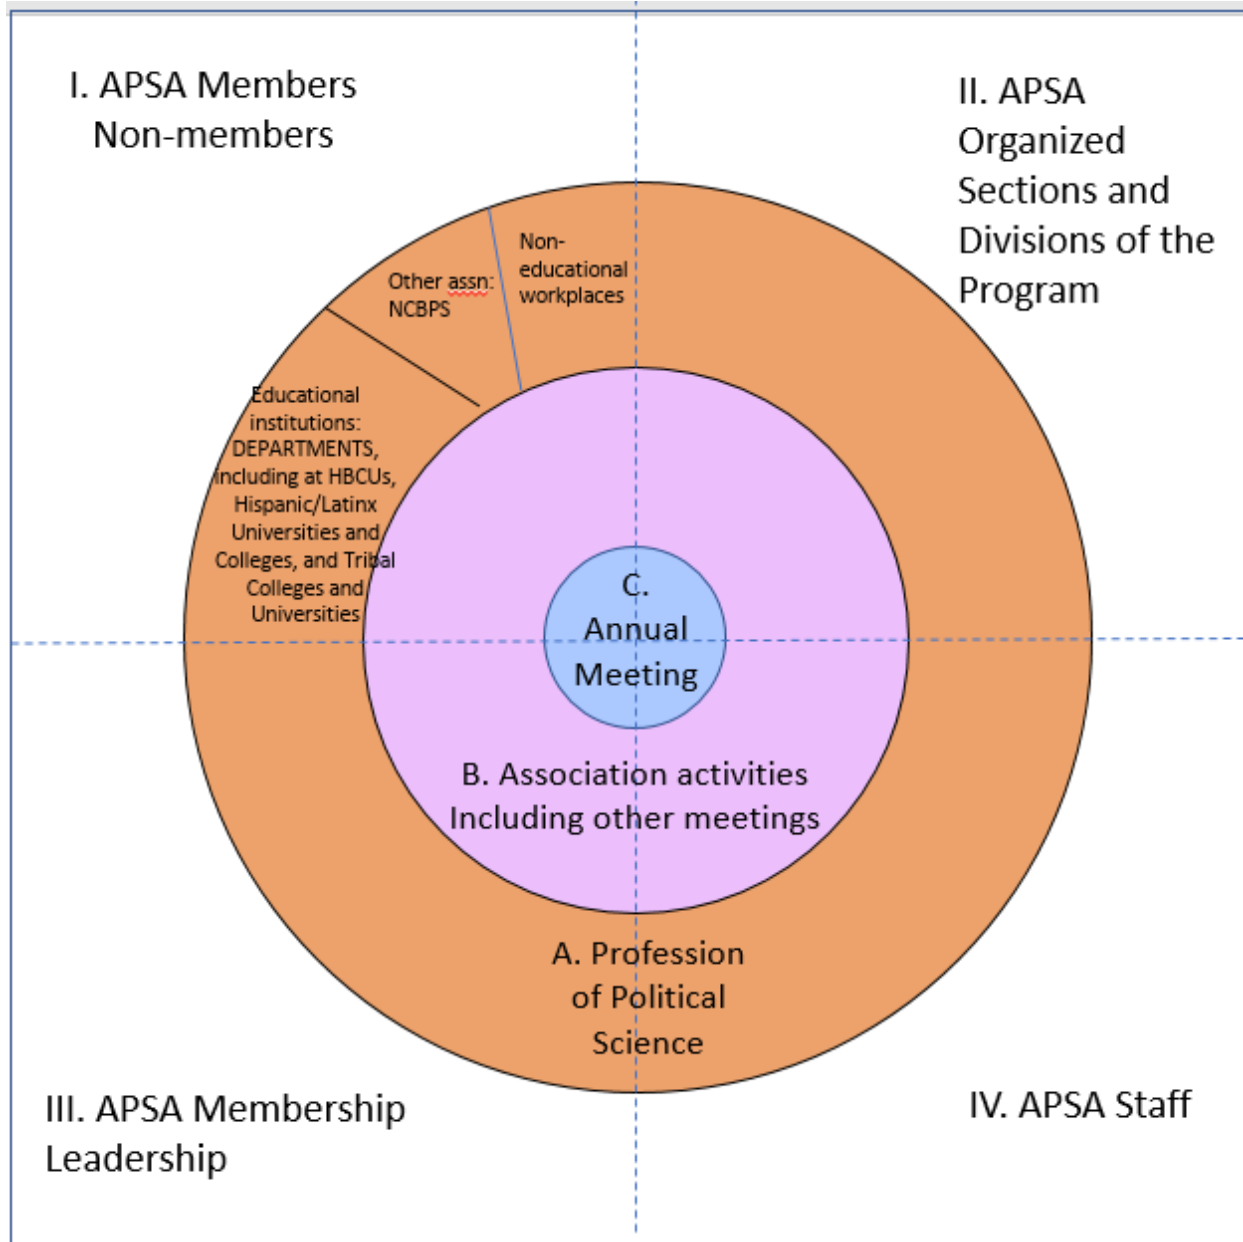 I. APSA Members
Non-members
II. APSA
Organized
Sections and
Divisions of the
Program
Non-
educational
workplaces
Other assn:
NCBPS
Educational
institutions:
DEPARTMENTS,
including at HBCUs,
Hispanic/Latinx
Universities and
Colleges, and Tribal
Colleges and
Universities
C.
Annual
Meeting
B. Association activities
Including other meetings
A. Profession
of Political
Science
III. APSA Membership
Leadership
IV. APSA Staff